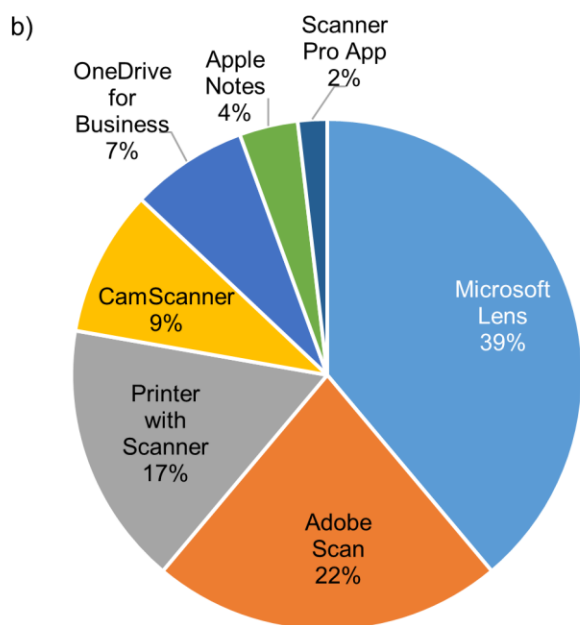 b)
Scanner
Pro App
2%
Apple
Notes
4%
OneDrive
for
Business
7%
CamScanner
9%
Microsoft
Lens
39%
Printer
with
Scanner
17%
Adobe
Scan
22%